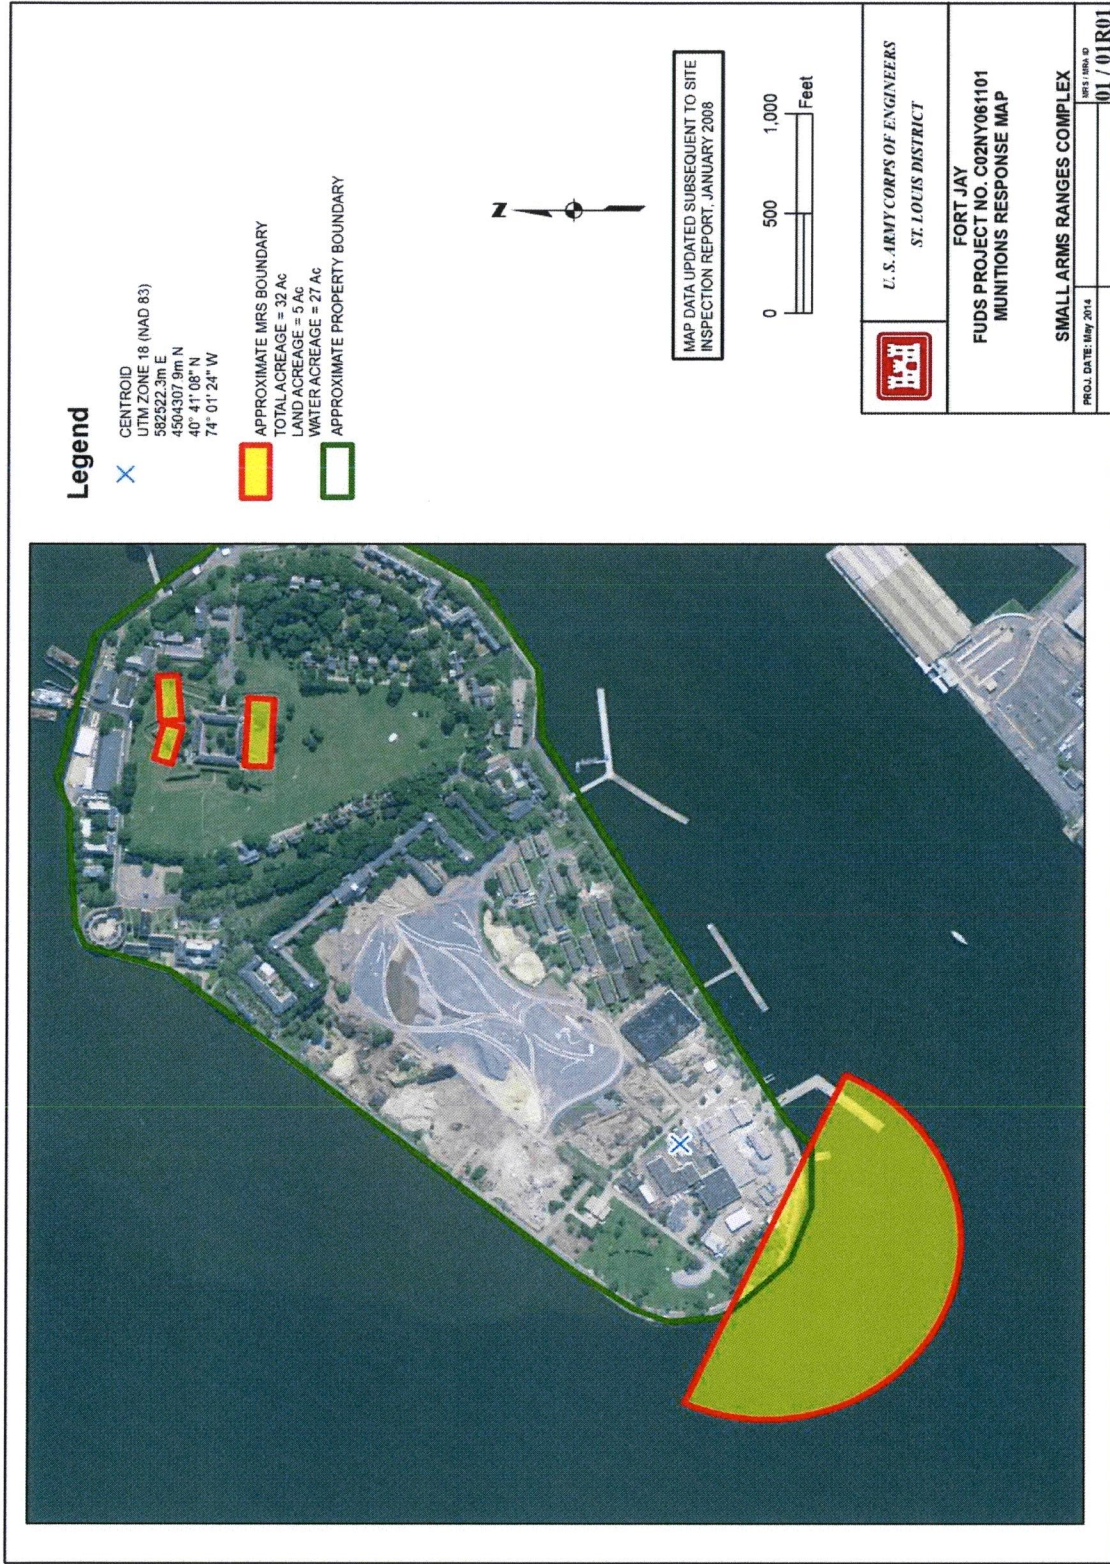 Legend
CENTROID
UTM ZONE 18 (NAD 83)
582522.3m E
4504307.9m N
40° 41' 08" N
74° 01' 24" W
APPROXIMATE MRS BOUNDARY
TOTAL ACREAGE = 32 Ac
LAND ACREAGE = 5 Ac
WATER ACREAGE = 27 Ac
APPROXIMATE PROPERTY BOUNDARY
N
MAP DATA UPDATED SUBSEQUENT TO SITE
INSPECTION REPORT, JANUARY 2008
0 500 1,000
Feet
U. S. ARMY CORPS OF ENGINEERS
ST. LOUIS DISTRICT
FORT JAY
FUDS PROJECT NO. C02NY061101
MUNITIONS RESPONSE MAP
SMALL ARMS RANGES COMPLEX
PROJ. DATE: May 2014
MRS / MRA ID
01 / 01R01